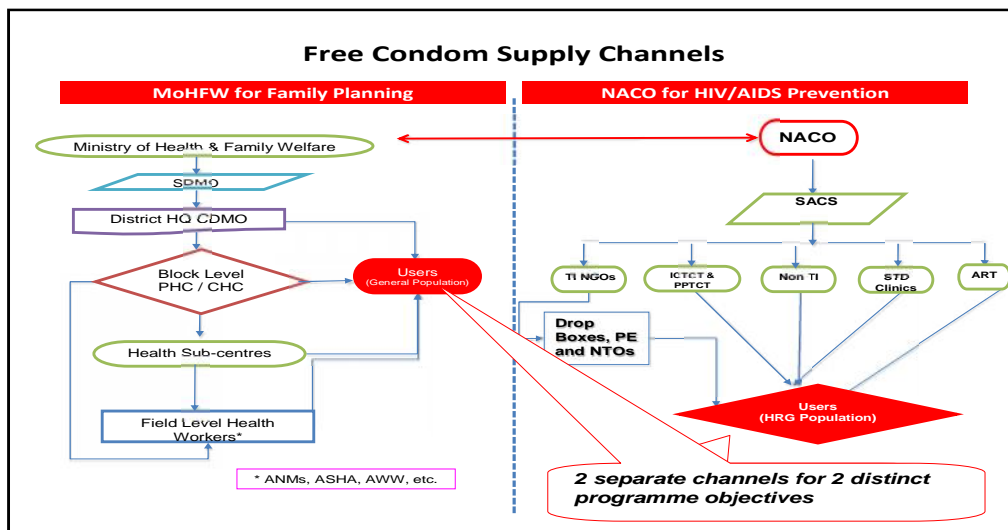 Free Condom Supply Channels
MoHFW for Family Planning
NACO for HIV/AIDS Prevention
Ministry of Health & Family Welfare
SDMO
District HQ CDMO
Block Level
PHC / CHC
Health Sub-centres
Field Level Health
Workers*
* ANMs, ASHA, AWW, etc.
Users
(General Population)
NACO
SACS
TI NGOs
ICTCT &
PPTCT
Non TI
STD
Clinics
ART
Drop
Boxes, PE
and NTOs
Users
(HRG Population)
2 separate channels for 2 distinct
programme objectives